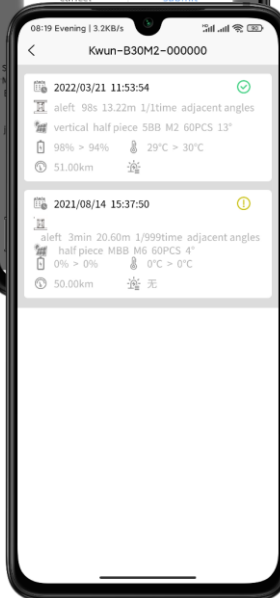 08:19 Evening | 3.2KB/s
Kwun-B30M2-000000
2022/03/21 11:53:54
aleft 98s 13.22m 1/1time adjacent angles
vertical half piece 5BB M2 60PCS 13°
98% > 94% 29°C > 30°C
51.00km
2021/08/14 15:37:50
aleft 3min 20.60m 1/999time adjacent angles
half piece MBB M6 60PCS 4°
0% > 0% 0°C > 0°C
50.00km 无